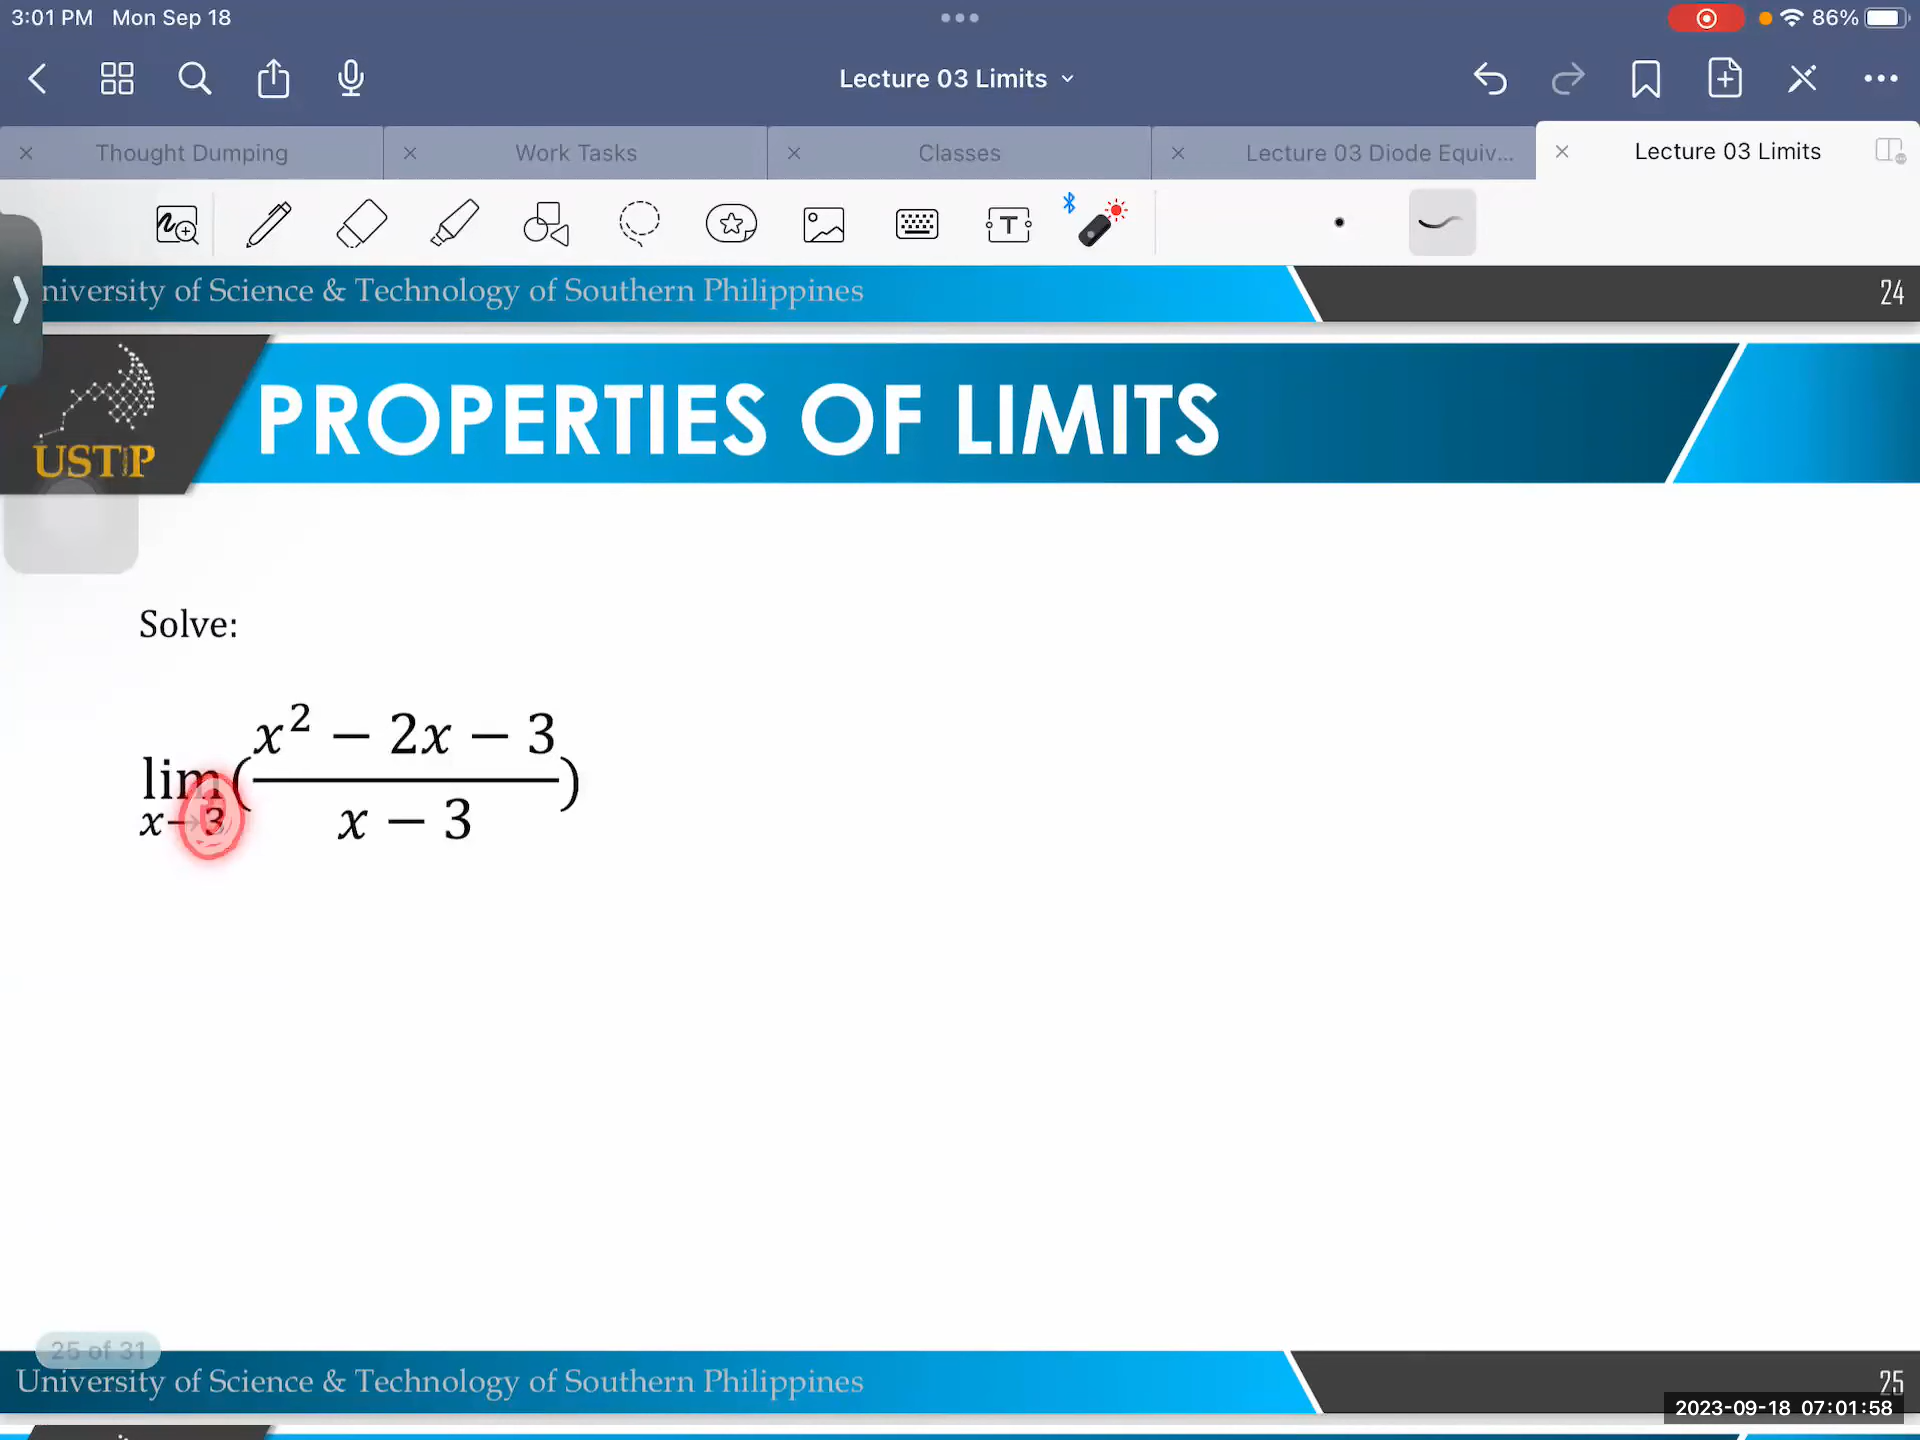 3:01 PM Mon Sep 18
86%
Lecture 03 Limits
Thought Dumping
Work Tasks
Classes
Lecture 03 Diode Equiv...
Lecture 03 Limits
niversity of Science & Technology of Southern Philippines
24
USTP
PROPERTIES OF LIMITS
Solve:
lim x→3 (x² − 2x − 3 / x − 3)
25 of 31
University of Science & Technology of Southern Philippines
25
2023-09-18 07:01:58